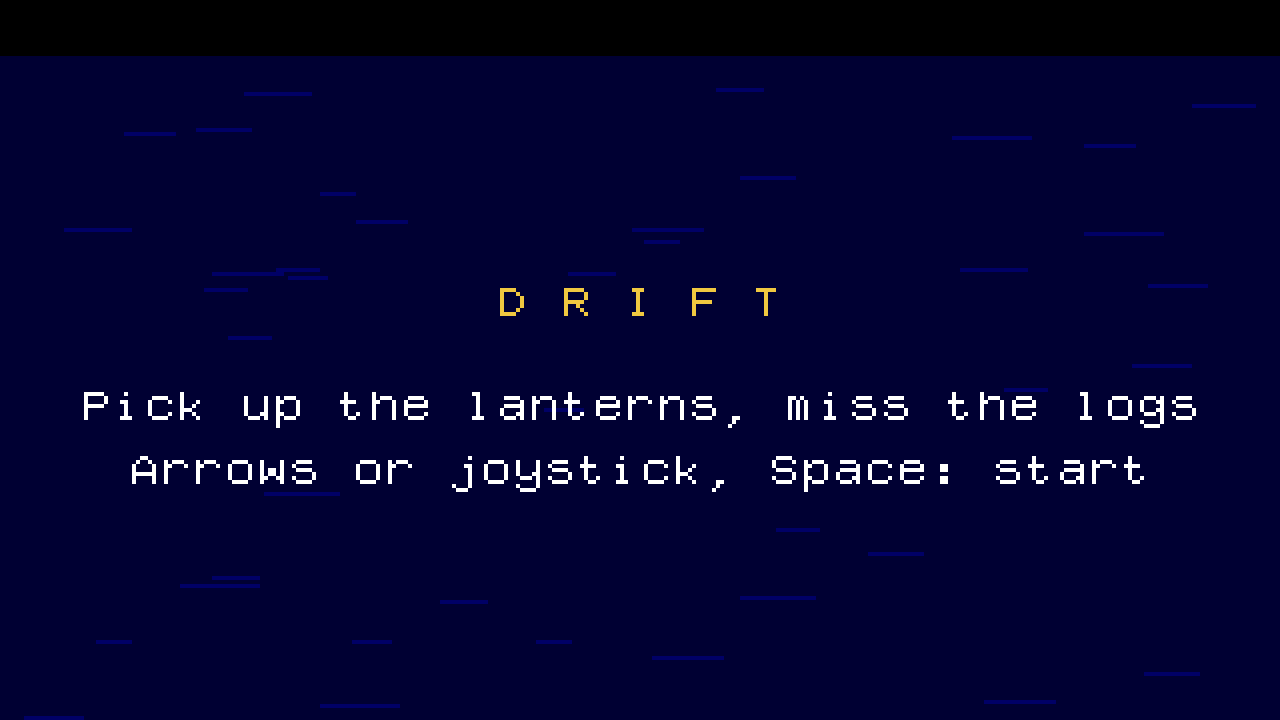 D R I F T
Pick up the lanterns, miss the logs
Arrows or joystick, Space: start